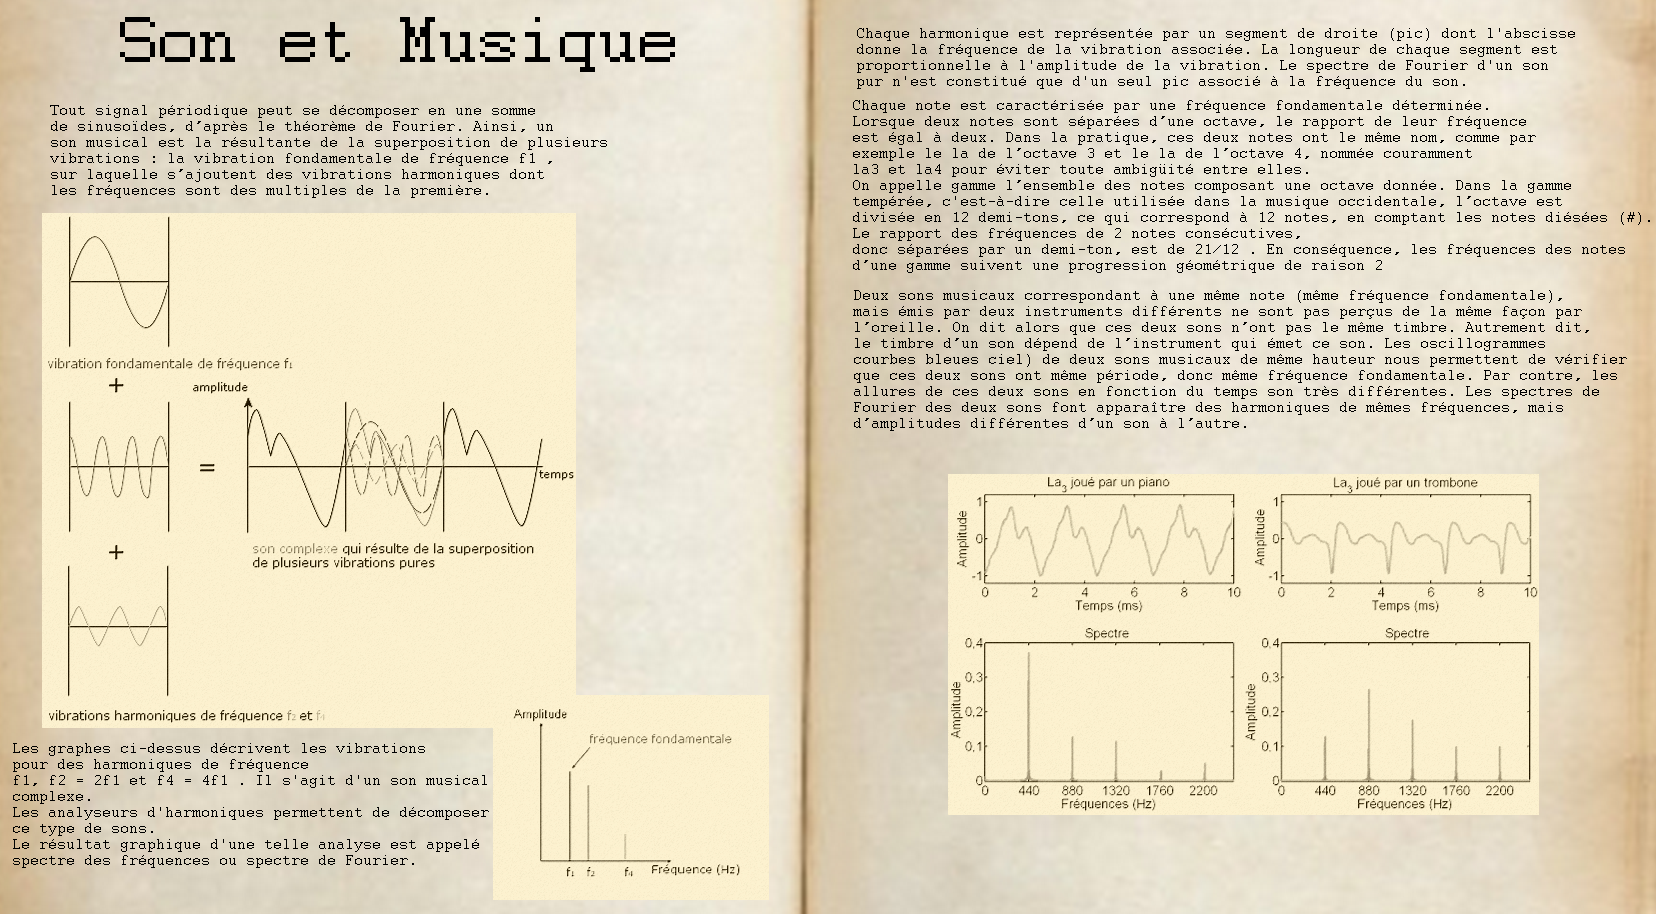 Son et Musique
Tout signal périodique peut se décomposer en une somme
de sinusoïdes, d'après le théorème de Fourier. Ainsi, un
son musical est la résultante de la superposition de plusieurs
vibrations : la vibration fondamentale de fréquence f1 ,
sur laquelle s'ajoutent des vibrations harmoniques dont
les fréquences sont des multiples de la première.
vibration fondamentale de fréquence f₁
+
amplitude
=
temps
+
son complexe qui résulte de la superposition
de plusieurs vibrations pures
vibrations harmoniques de fréquence f₂ et f₄
Les graphes ci-dessus décrivent les vibrations
pour des harmoniques de fréquence
f1, f2 = 2f1 et f4 = 4f1 . Il s'agit d'un son musical
complexe.
Les analyseurs d'harmoniques permettent de décomposer
ce type de sons.
Le résultat graphique d'une telle analyse est appelé
spectre des fréquences ou spectre de Fourier.
Amplitude
fréquence fondamentale
f₁ f₂ f₄ Fréquence (Hz)
Chaque harmonique est représentée par un segment de droite (pic) dont l'abscisse
donne la fréquence de la vibration associée. La longueur de chaque segment est
proportionnelle à l'amplitude de la vibration. Le spectre de Fourier d'un son
pur n'est constitué que d'un seul pic associé à la fréquence du son.
Chaque note est caractérisée par une fréquence fondamentale déterminée.
Lorsque deux notes sont séparées d'une octave, le rapport de leur fréquence
est égal à deux. Dans la pratique, ces deux notes ont le même nom, comme par
exemple le la de l'octave 3 et le la de l'octave 4, nommée couramment
la3 et la4 pour éviter toute ambigüité entre elles.
On appelle gamme l'ensemble des notes composant une octave donnée. Dans la gamme
tempérée, c'est-à-dire celle utilisée dans la musique occidentale, l'octave est
divisée en 12 demi-tons, ce qui correspond à 12 notes, en comptant les notes diésées (#).
Le rapport des fréquences de 2 notes consécutives,
donc séparées par un demi-ton, est de 21/12 . En conséquence, les fréquences des notes
d'une gamme suivent une progression géométrique de raison 2
Deux sons musicaux correspondant à une même note (même fréquence fondamentale),
mais émis par deux instruments différents ne sont pas perçus de la même façon par
l'oreille. On dit alors que ces deux sons n'ont pas le même timbre. Autrement dit,
le timbre d'un son dépend de l'instrument qui émet ce son. Les oscillogrammes
courbes bleues ciel) de deux sons musicaux de même hauteur nous permettent de vérifier
que ces deux sons ont même période, donc même fréquence fondamentale. Par contre, les
allures de ces deux sons en fonction du temps son très différentes. Les spectres de
Fourier des deux sons font apparaître des harmoniques de mêmes fréquences, mais
d'amplitudes différentes d'un son à l'autre.
La₃ joué par un piano
Amplitude
1
0
-1
0 2 4 6 8 10
Temps (ms)
La₃ joué par un trombone
Amplitude
1
0
-1
0 2 4 6 8 10
Temps (ms)
Spectre
Amplitude
0,4
0,3
0,2
0,1
0
0 440 880 1320 1760 2200
Fréquences (Hz)
Spectre
Amplitude
0,4
0,3
0,2
0,1
0
0 440 880 1320 1760 2200
Fréquences (Hz)